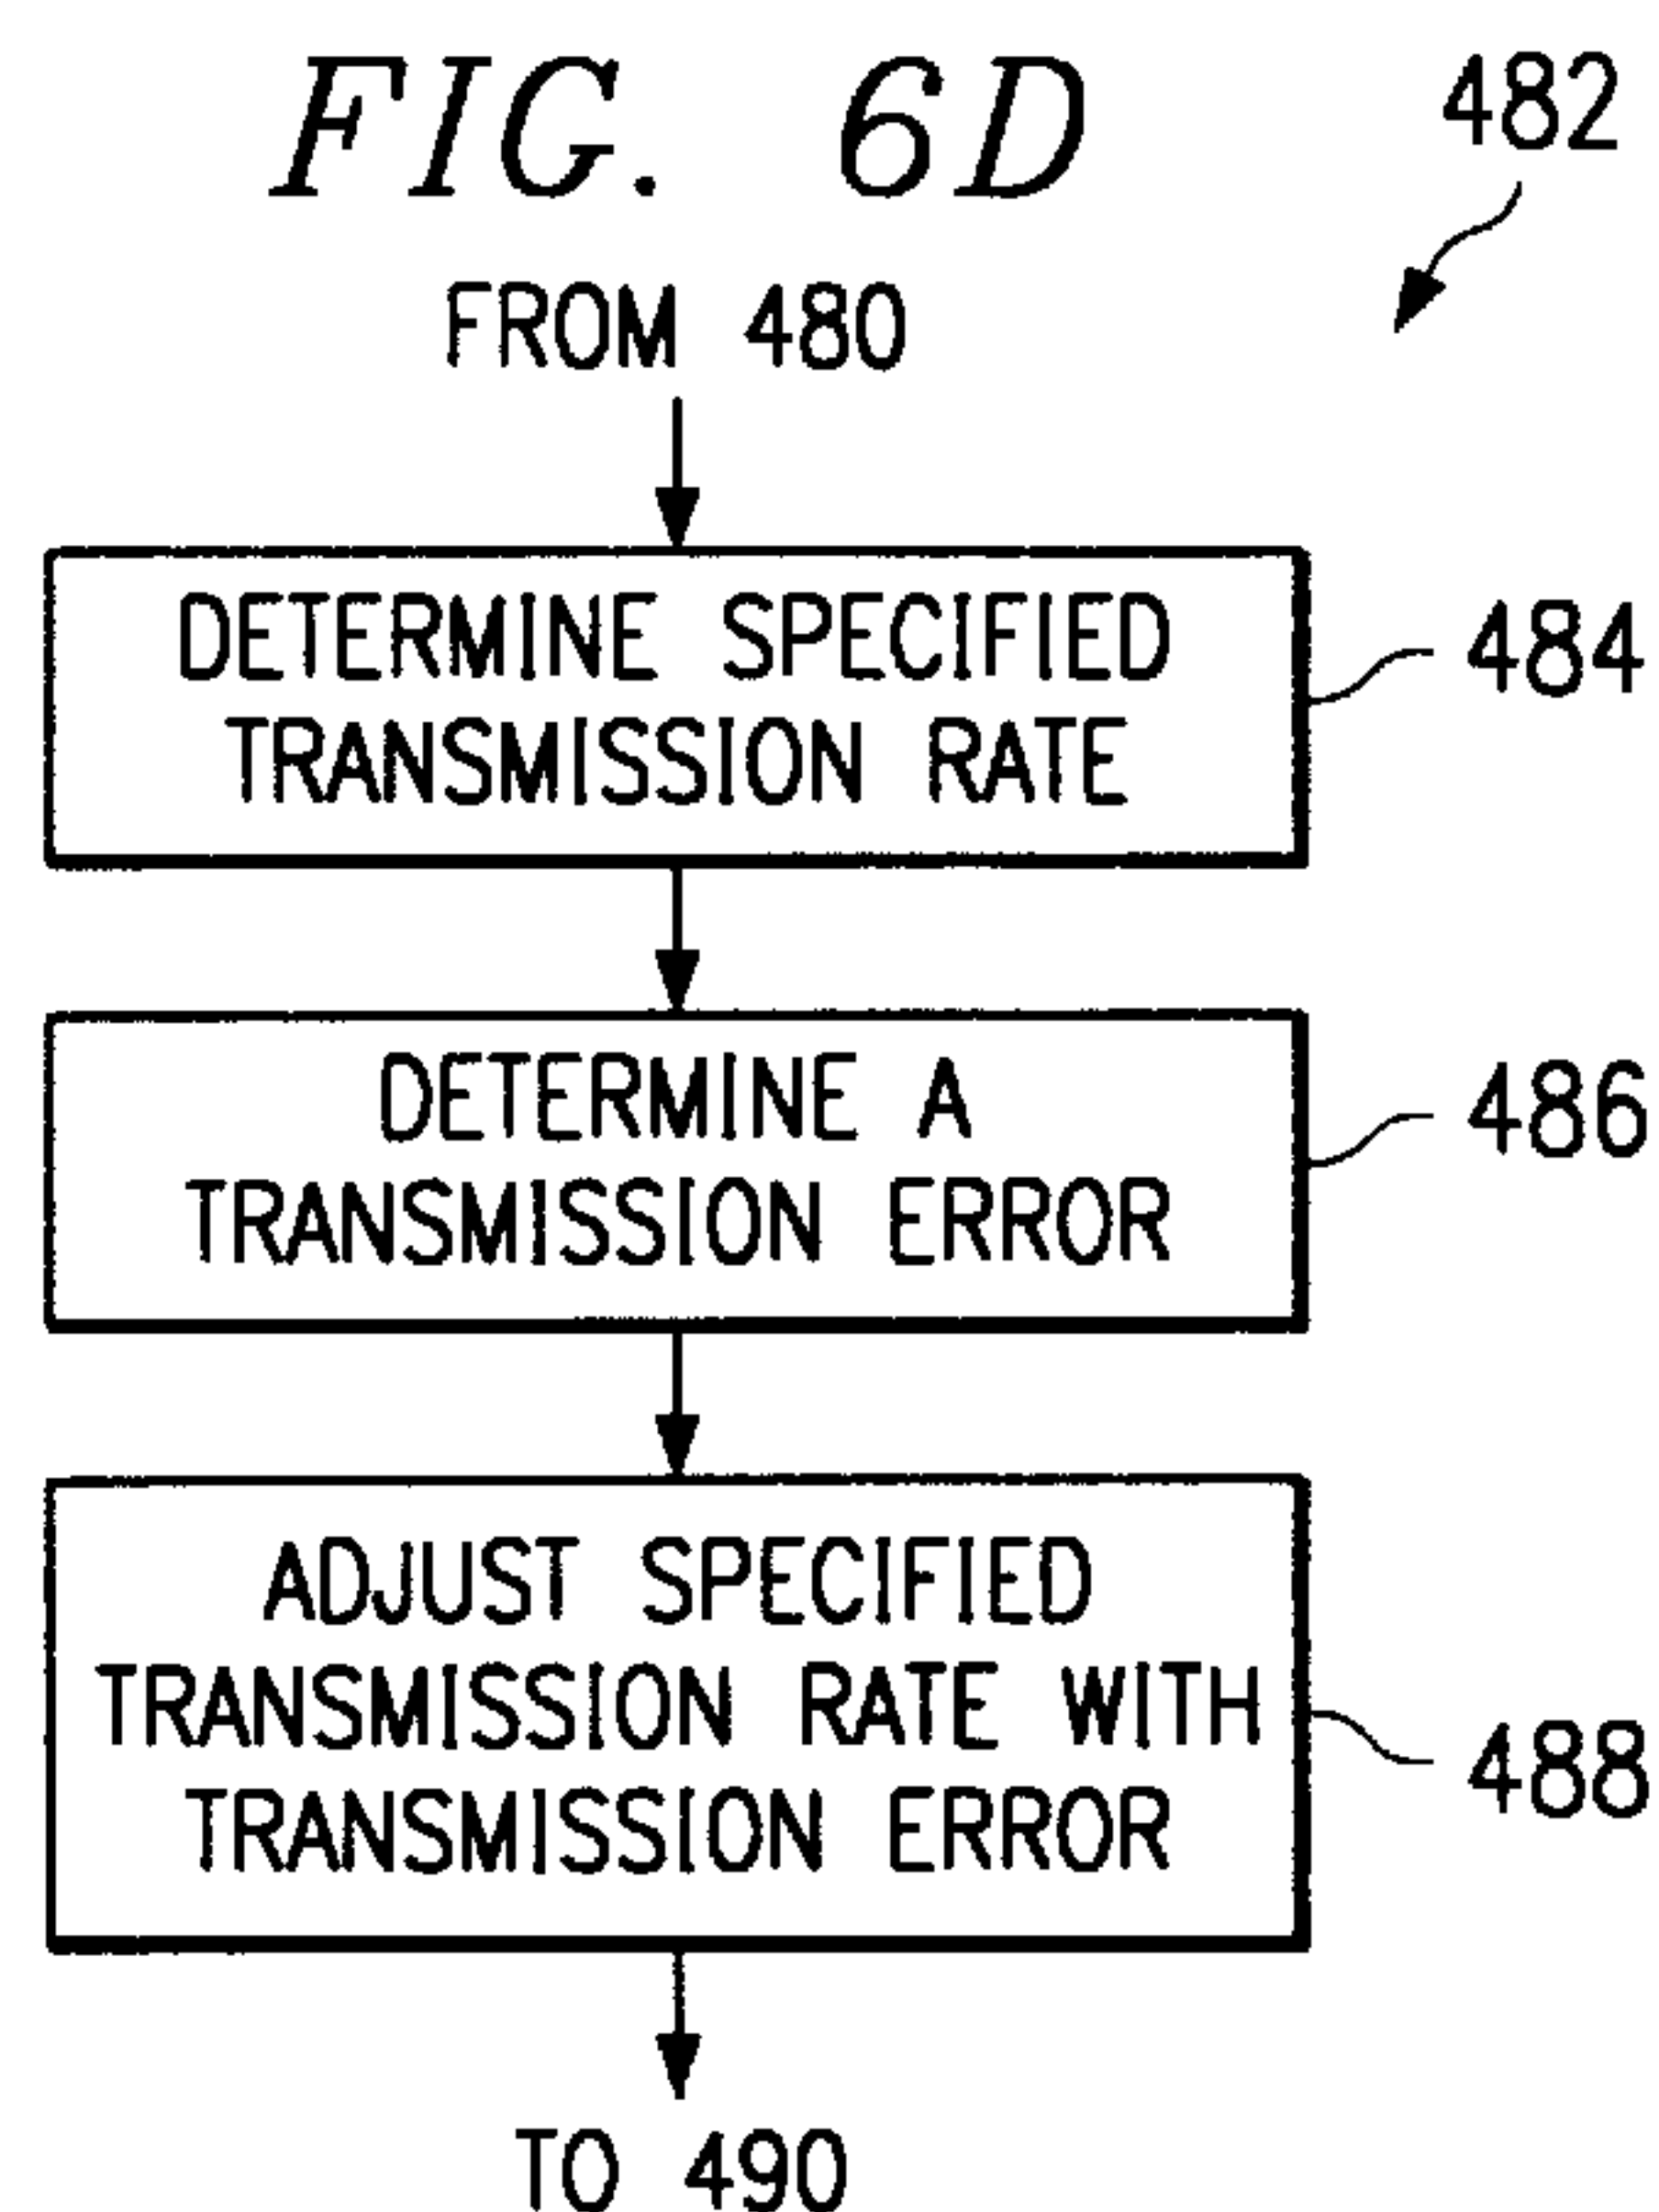 FIG. 6D
482
FROM 480
DETERMINE SPECIFIED
TRANSMISSION RATE
484
DETERMINE A
TRANSMISSION ERROR
486
ADJUST SPECIFIED
TRANSMISSION RATE WITH
TRANSMISSION ERROR
488
TO 490